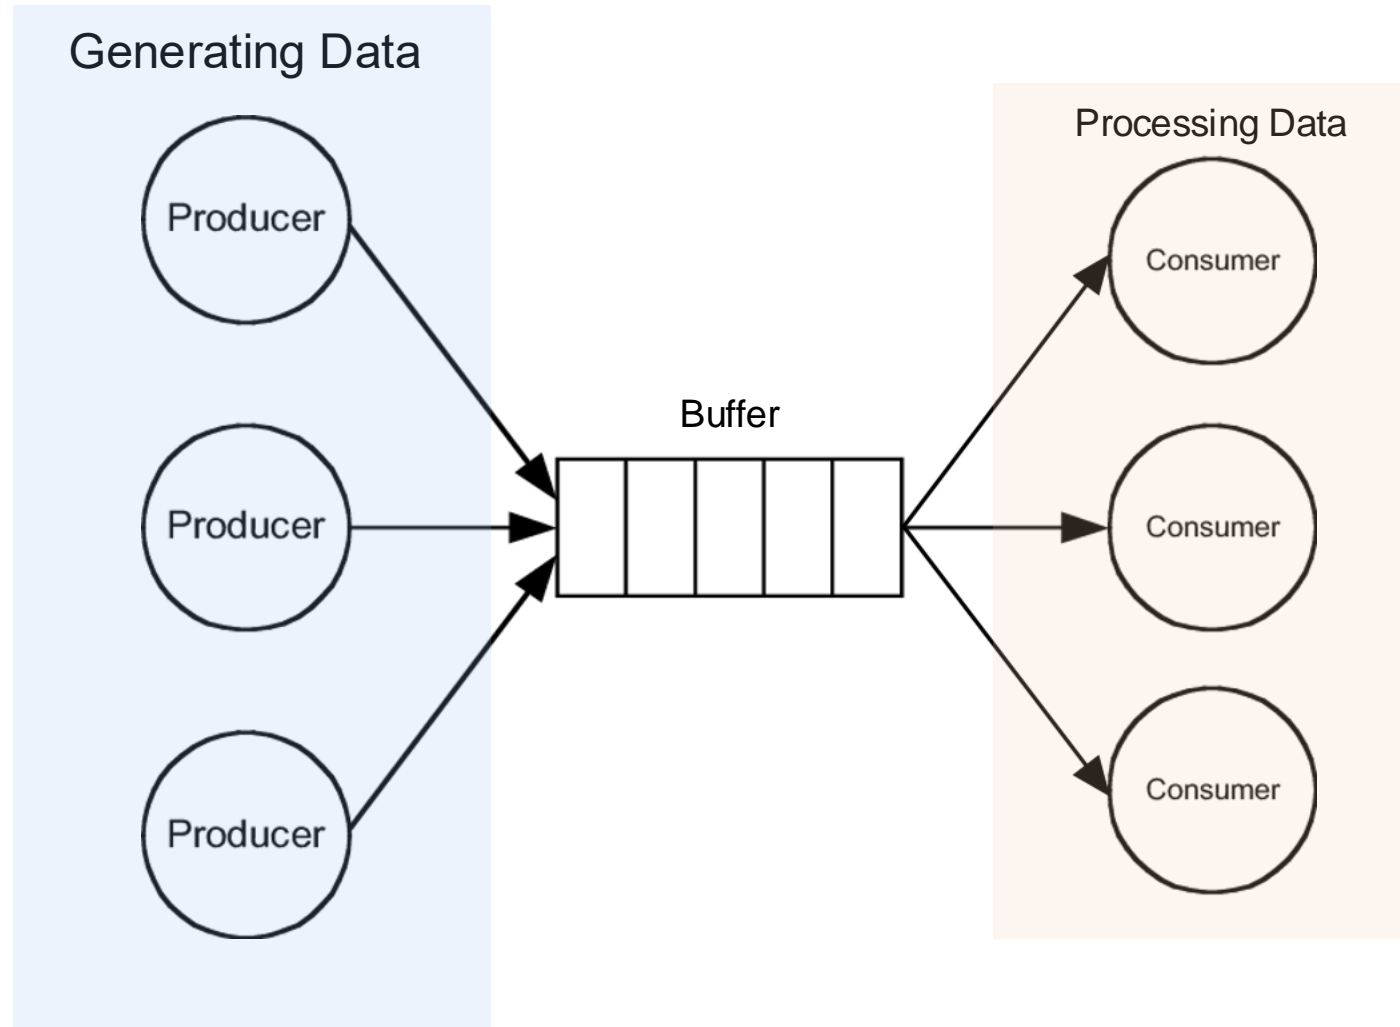 Generating Data
Producer
Producer
Producer
Buffer
Processing Data
Consumer
Consumer
Consumer